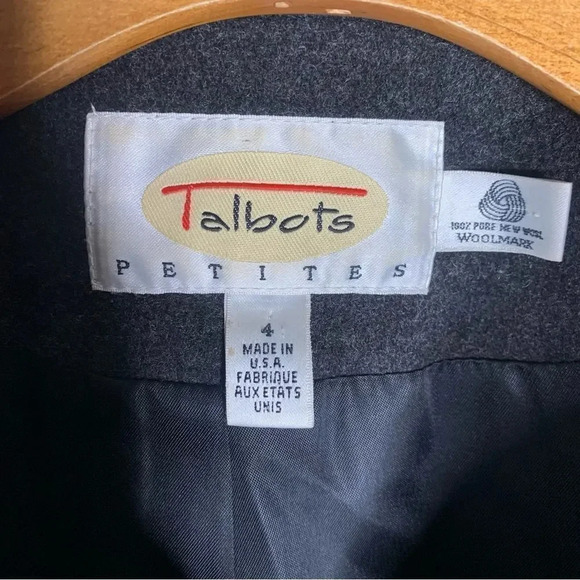 Talbots
PETITES
100% PURE NEW WOOL
WOOLMARK
4
MADE IN
U.S.A.
FABRIQUE
AUX ETATS
UNIS